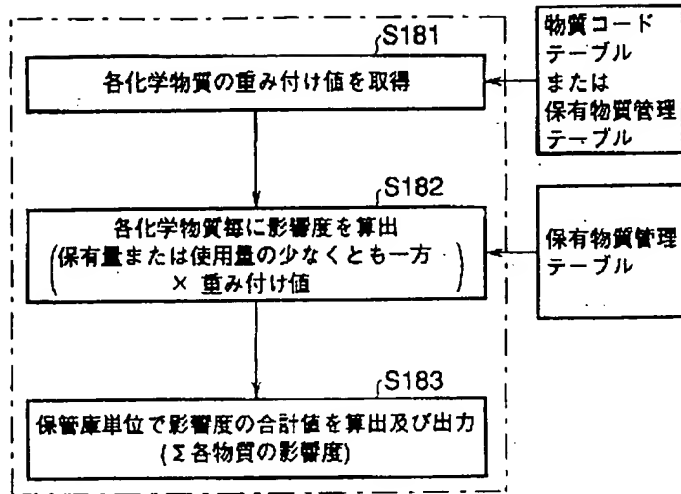 S181
各化学物質の重み付け値を取得
物質コード
テーブル
または
保有物質管理
テーブル
S182
各化学物質毎に影響度を算出
(保有量または使用量の少なくとも一方
× 重み付け値)
保有物質管理
テーブル
S183
保管庫単位で影響度の合計値を算出及び出力
(Σ各物質の影響度)